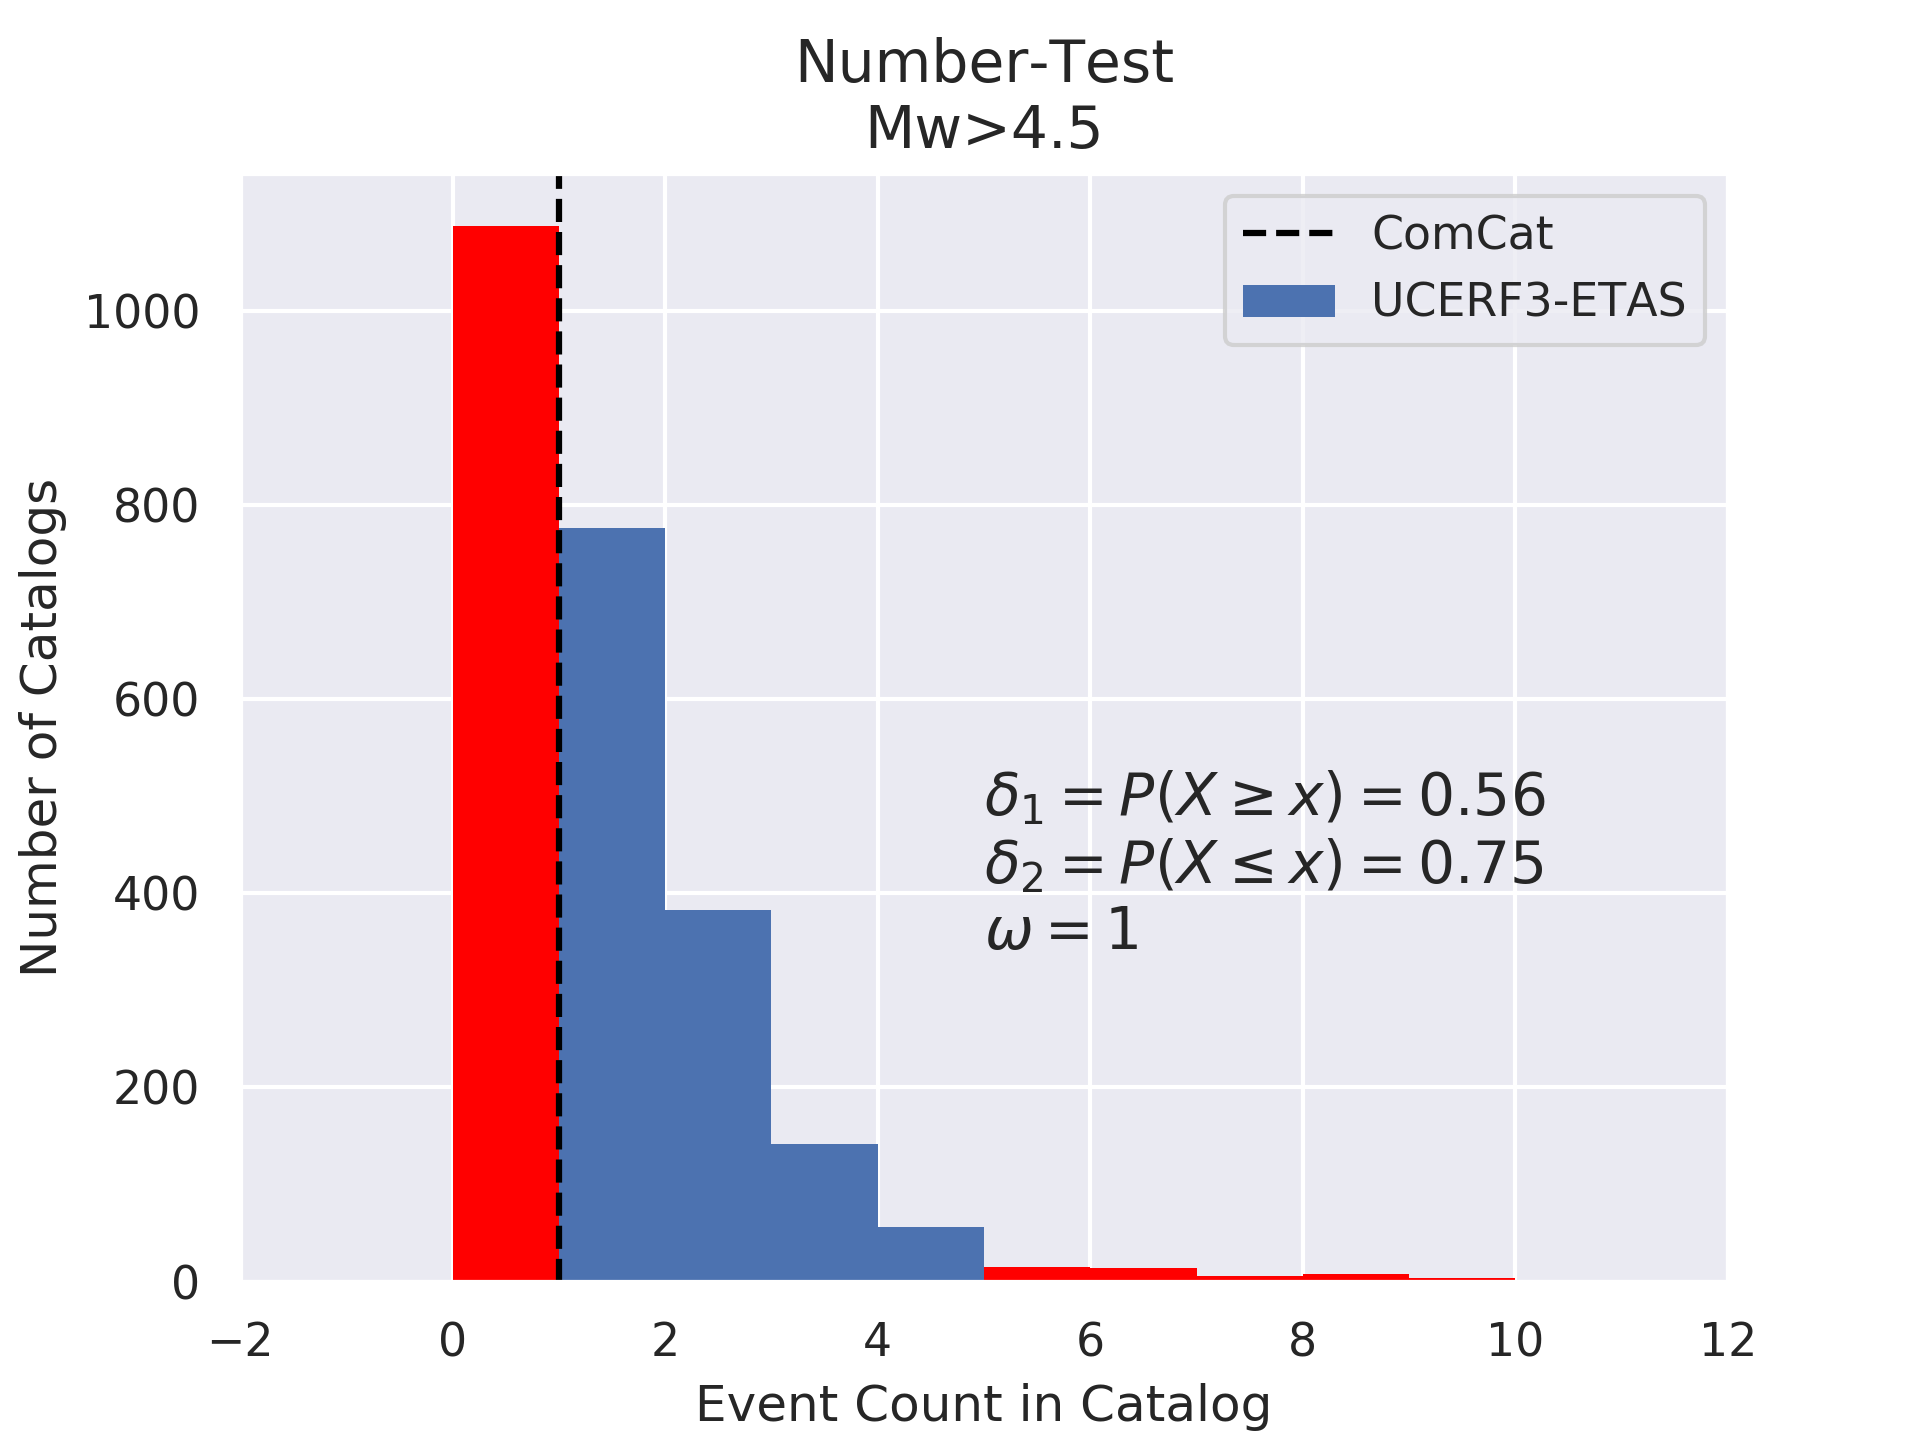 Number-Test
Mw>4.5
ComCat
UCERF3-ETAS
Number of Catalogs
1000
800
600
400
200
0
δ₁ = P(X ≥ x) = 0.56
δ₂ = P(X ≤ x) = 0.75
ω = 1
−2 0 2 4 6 8 10 12
Event Count in Catalog